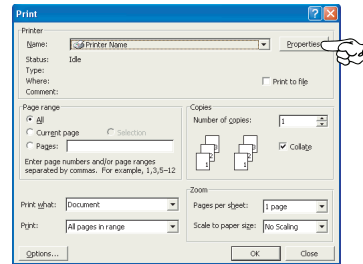 Print
Printer
Name: Printer Name Properties
Status: Idle
Type:
Where: Print to file
Comment:
Page range
All
Current page Selection
Pages:
Enter page numbers and/or page ranges
separated by commas. For example, 1,3,5–12
Copies
Number of copies: 1
Collate
Print what: Document
Print: All pages in range
Zoom
Pages per sheet: 1 page
Scale to paper size: No Scaling
Options... OK Close